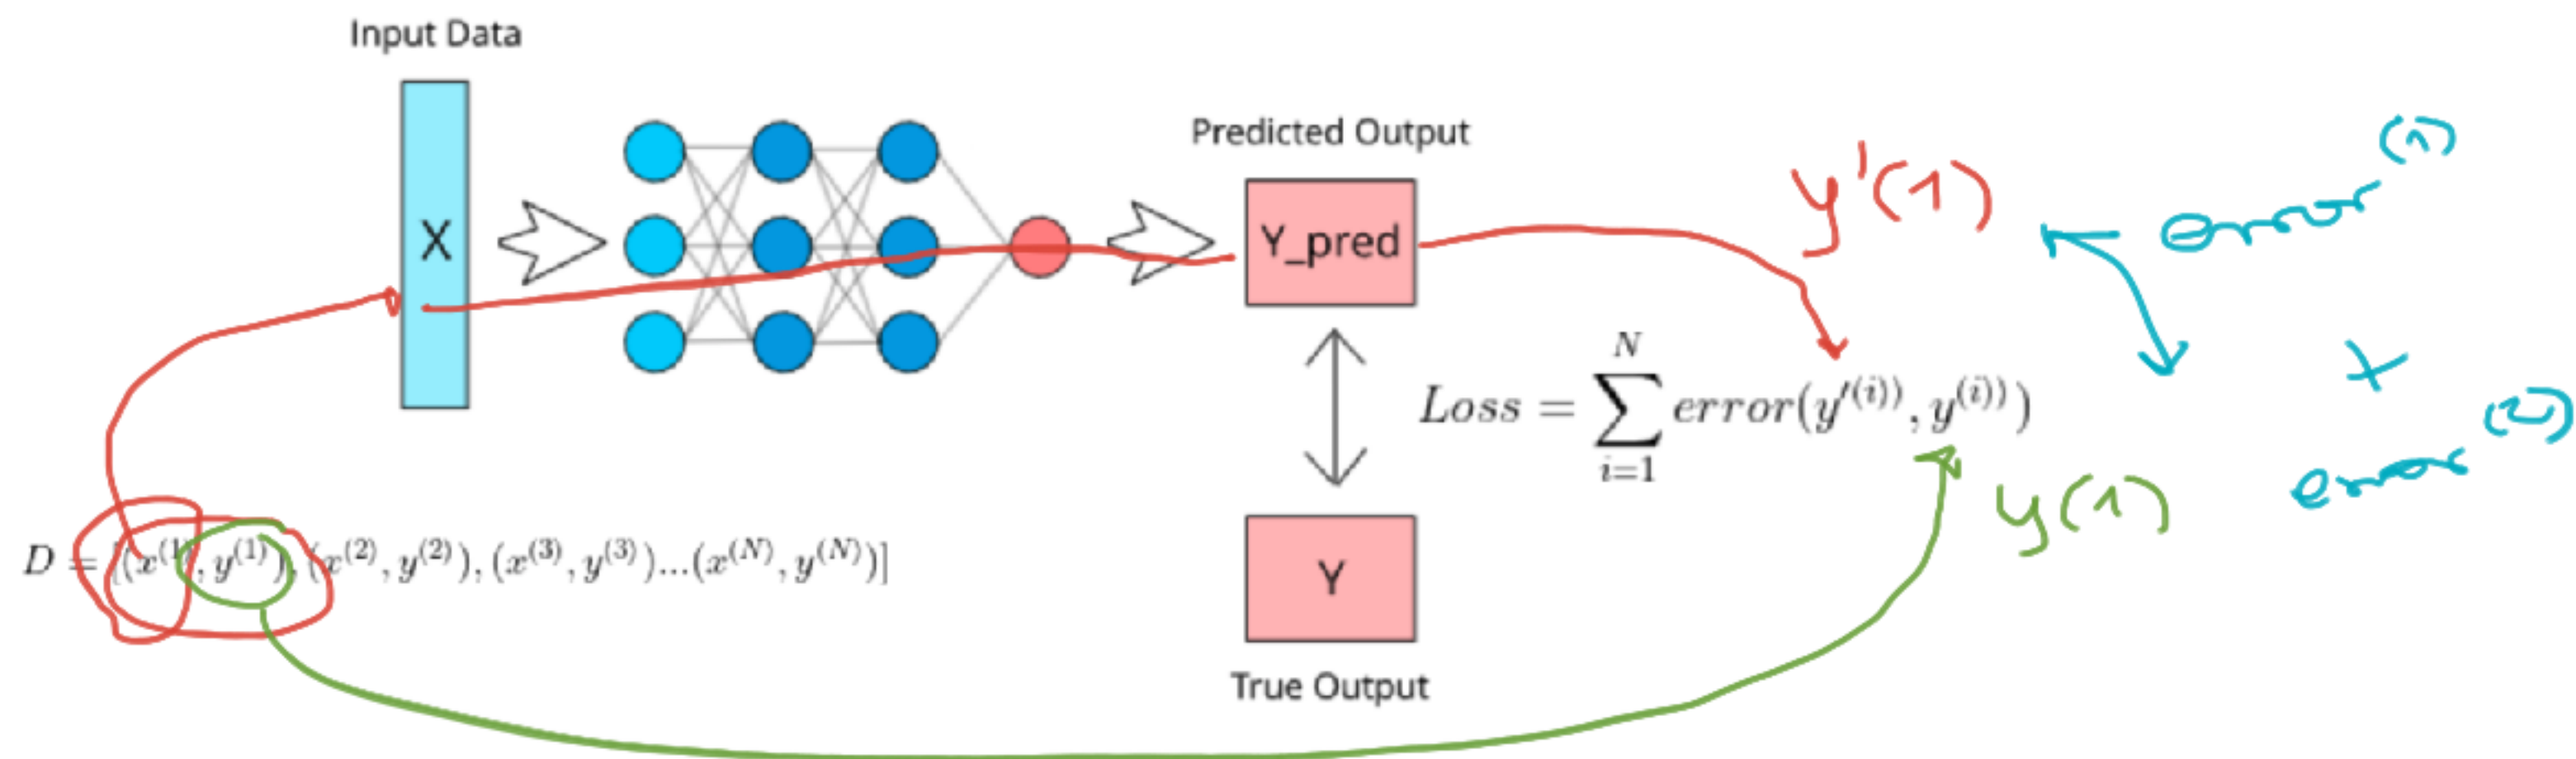 Input Data
X
Predicted Output
Y_pred
y'(1)
error(1)
+
error(2)
Loss = \sum_{i=1}^{N} error(y'^{(i))}, y^{(i))})
y(1)
D = [(x^{(1)}, y^{(1)}), (x^{(2)}, y^{(2)}), (x^{(3)}, y^{(3)})...(x^{(N)}, y^{(N)})]
Y
True Output